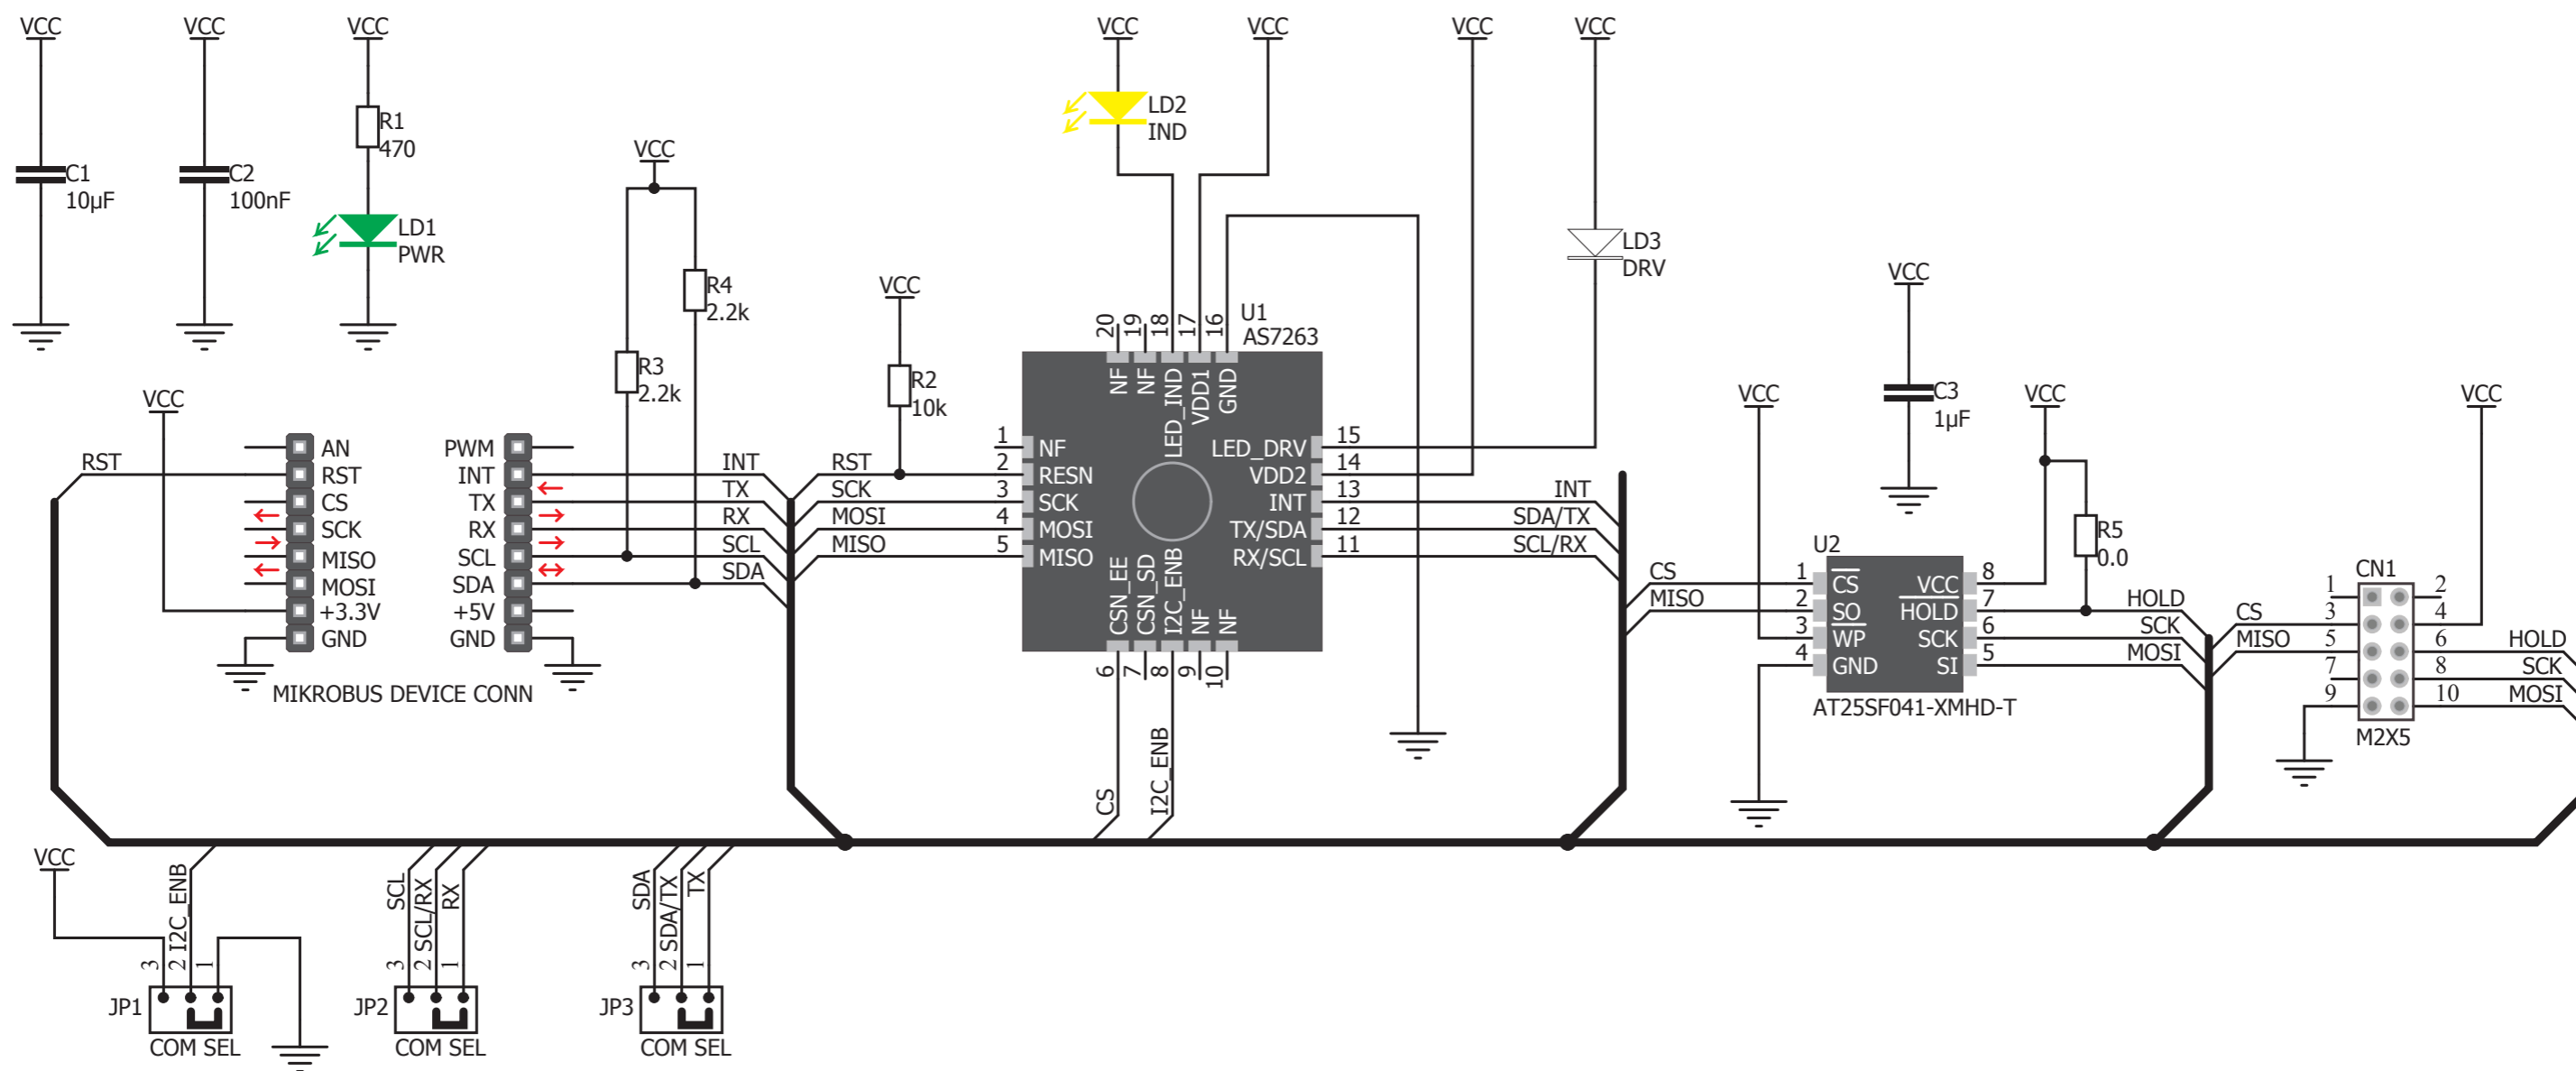 VCC
VCC
VCC
VCC
VCC
VCC
VCC
C1
10µF
C2
100nF
R1
470
LD1
PWR
LD2
IND
LD3
DRV
VCC
R3
2.2k
R4
2.2k
VCC
R2
10k
U1
AS7263
20
19
18
17
16
NF
NF
LED_IND
VDD1
GND
1
2
3
4
5
NF
RESN
SCK
MOSI
MISO
RST
SCK
MOSI
MISO
LED_DRV
VDD2
INT
TX/SDA
RX/SCL
15
14
13
12
11
INT
SDA/TX
SCL/RX
CSN_EE
CSN_SD
I2C_ENB
NF
NF
6
7
8
9
10
CS
I2C_ENB
VCC
RST
AN
RST
CS
SCK
MISO
MOSI
+3.3V
GND
PWM
INT
TX
RX
SCL
SDA
+5V
GND
INT
TX
RX
SCL
SDA
MIKROBUS DEVICE CONN
VCC
C3
1µF
VCC
VCC
R5
0.0
U2
CS
MISO
1
2
3
4
CS
SO
WP
GND
VCC
HOLD
SCK
SI
8
7
6
5
HOLD
SCK
MOSI
AT25SF041-XMHD-T
VCC
CN1
CS
MISO
1
3
5
7
9
2
4
6
8
10
HOLD
SCK
MOSI
M2X5
VCC
I2C_ENB
3
2
1
JP1
COM SEL
SCL
SCL/RX
RX
3
2
1
JP2
COM SEL
SDA
SDA/TX
TX
3
2
1
JP3
COM SEL